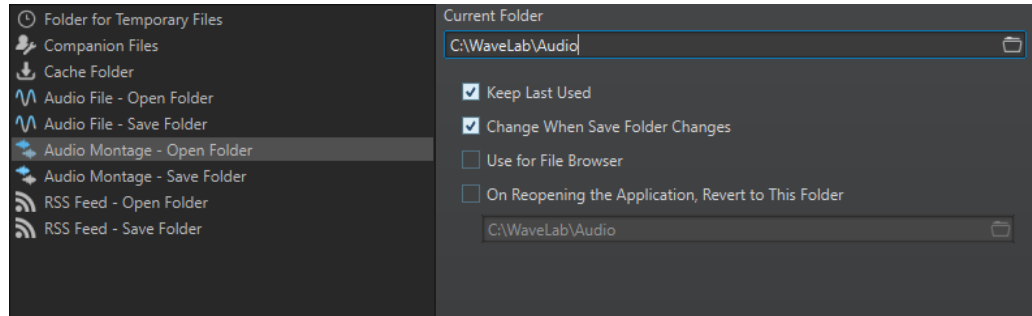 Folder for Temporary Files
Companion Files
Cache Folder
Audio File - Open Folder
Audio File - Save Folder
Audio Montage - Open Folder
Audio Montage - Save Folder
RSS Feed - Open Folder
RSS Feed - Save Folder
Current Folder
C:\WaveLab\Audio
Keep Last Used
Change When Save Folder Changes
Use for File Browser
On Reopening the Application, Revert to This Folder
C:\WaveLab\Audio